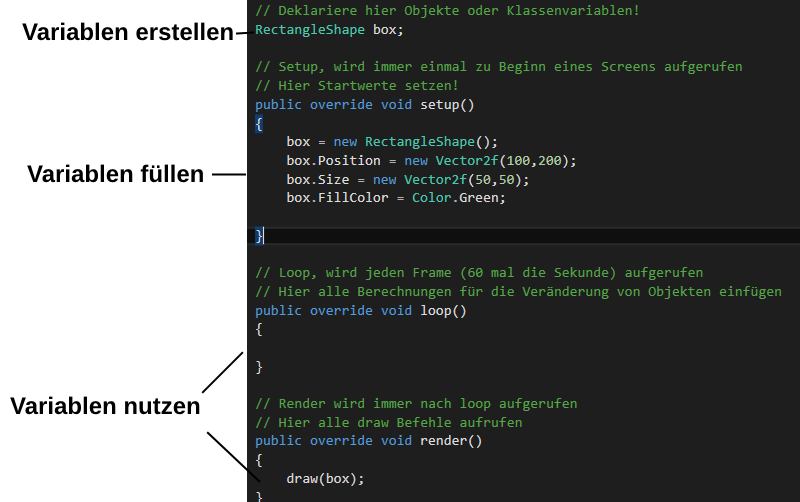 // Deklariere hier Objekte oder Klassenvariablen!
Variablen erstellen
RectangleShape box;
// Setup, wird immer einmal zu Beginn eines Screens aufgerufen
// Hier Startwerte setzen!
public override void setup()
{
box = new RectangleShape();
box.Position = new Vector2f(100,200);
Variablen füllen
box.Size = new Vector2f(50,50);
box.FillColor = Color.Green;
}
// Loop, wird jeden Frame (60 mal die Sekunde) aufgerufen
// Hier alle Berechnungen für die Veränderung von Objekten einfügen
public override void loop()
{
}
Variablen nutzen
// Render wird immer nach loop aufgerufen
// Hier alle draw Befehle aufrufen
public override void render()
{
draw(box);
}